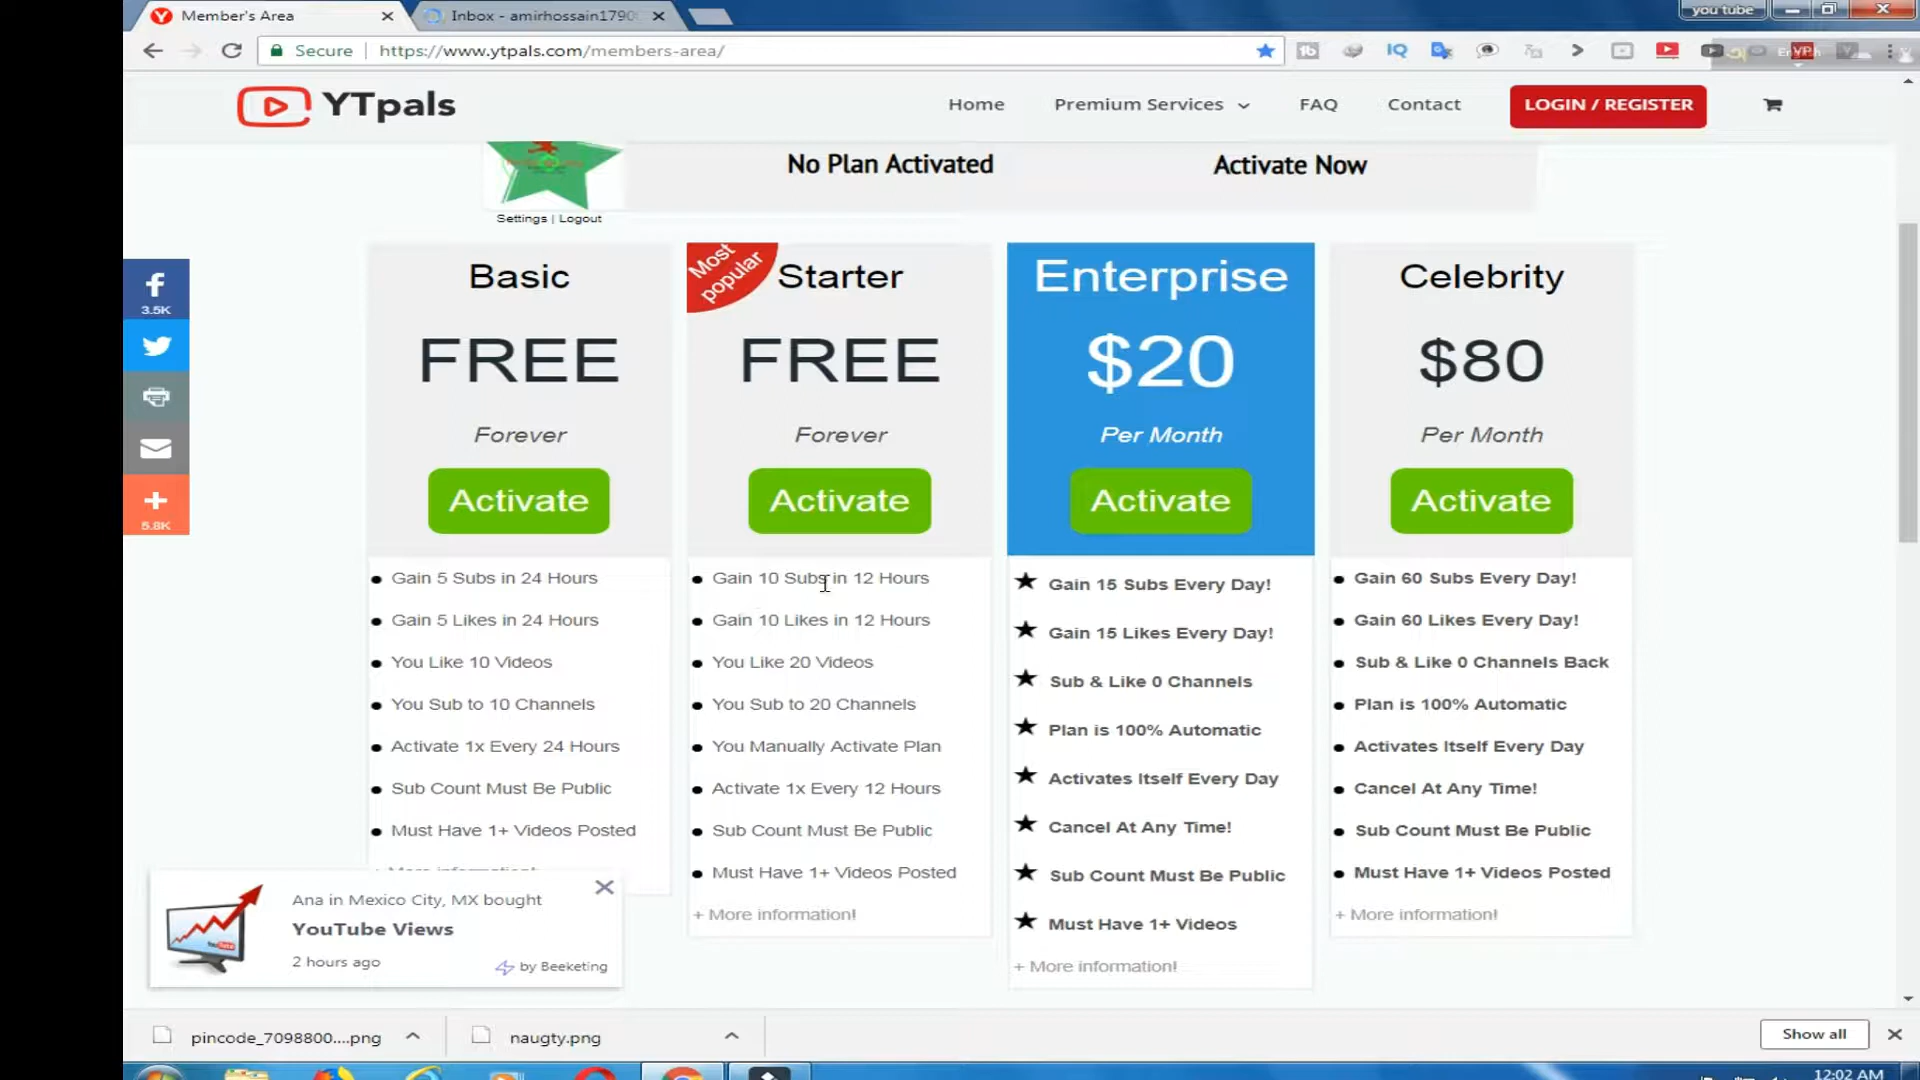 Member's Area
Inbox - amirhossain1790
you tube
Secure
https://www.ytpals.com/members-area/
IQ
YTpals
Home
Premium Services
FAQ
Contact
LOGIN / REGISTER
No Plan Activated
Activate Now
Settings | Logout
3.5K
5.8K
Basic
FREE
Forever
Activate
Gain 5 Subs in 24 Hours
Gain 5 Likes in 24 Hours
You Like 10 Videos
You Sub to 10 Channels
Activate 1x Every 24 Hours
Sub Count Must Be Public
Must Have 1+ Videos Posted
Most popular
Starter
FREE
Forever
Activate
Gain 10 Subs in 12 Hours
Gain 10 Likes in 12 Hours
You Like 20 Videos
You Sub to 20 Channels
You Manually Activate Plan
Activate 1x Every 12 Hours
Sub Count Must Be Public
Must Have 1+ Videos Posted
+ More information!
Enterprise
$20
Per Month
Activate
Gain 15 Subs Every Day!
Gain 15 Likes Every Day!
Sub & Like 0 Channels
Plan is 100% Automatic
Activates Itself Every Day
Cancel At Any Time!
Sub Count Must Be Public
Must Have 1+ Videos
+ More information!
Celebrity
$80
Per Month
Activate
Gain 60 Subs Every Day!
Gain 60 Likes Every Day!
Sub & Like 0 Channels Back
Plan is 100% Automatic
Activates Itself Every Day
Cancel At Any Time!
Sub Count Must Be Public
Must Have 1+ Videos Posted
+ More information!
Ana in Mexico City, MX bought
YouTube Views
2 hours ago
by Beeketing
pincode_7098800....png
naugty.png
Show all
12:02 AM